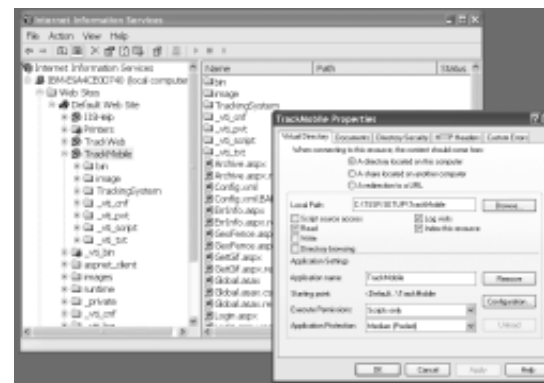 Internet Information Services
File Action View Help
Internet Information Services
(local computer
Web Sites
Default Web Site
IISHelp
Printers
TrackWeb
TrackMobile
bin
image
TrackingSystem
_vti_cnf
_vti_pvt
_vti_script
_vti_txt
_vti_bin
aspnet_client
images
runtime
_private
_vti_cnf
Name Path Status
bin
image
TrackingSystem
_vti_cnf
_vti_pvt
_vti_script
_vti_txt
Archive.aspx
Config.xml
ErrInfo.aspx
Global.asax
Login.aspx
TrackMobile Properties
Virtual Directory Documents Directory Security HTTP Headers Custom Errors
When connecting to this resource, the content should come from:
A directory located on this computer
A share located on another computer
A redirection to a URL
Local Path:
Browse...
Script source access
Read
Write
Directory browsing
Log visits
Index this resource
Application Settings
Application name: TrackMobile
Remove
Starting point:
Configuration...
Execute Permissions: Scripts only
Application Protection: Medium (Pooled)
Unload
OK Cancel Apply Help